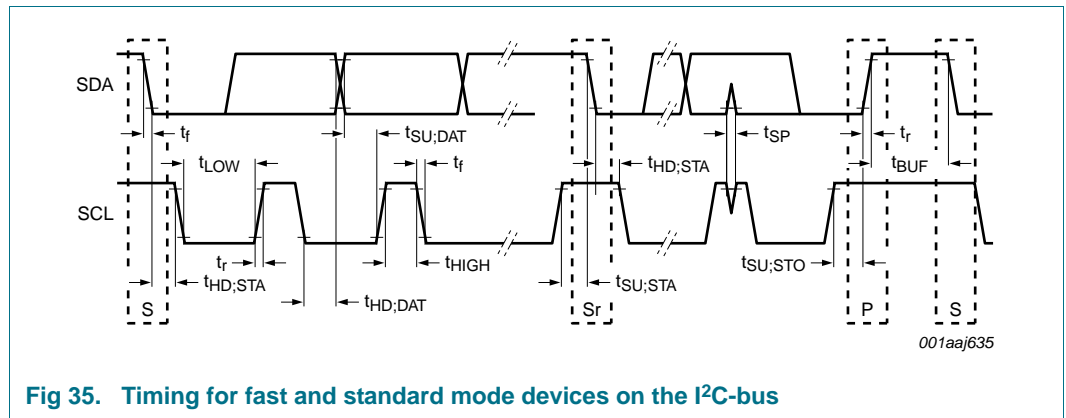 SDA
t_f
t_SU;DAT
t_SP
t_r
t_LOW
t_f
t_HD;STA
t_BUF
SCL
t_r
t_HIGH
t_SU;STO
t_HD;STA
t_SU;STA
t_HD;DAT
S
Sr
P
S
001aaj635
Fig 35. Timing for fast and standard mode devices on the I²C-bus